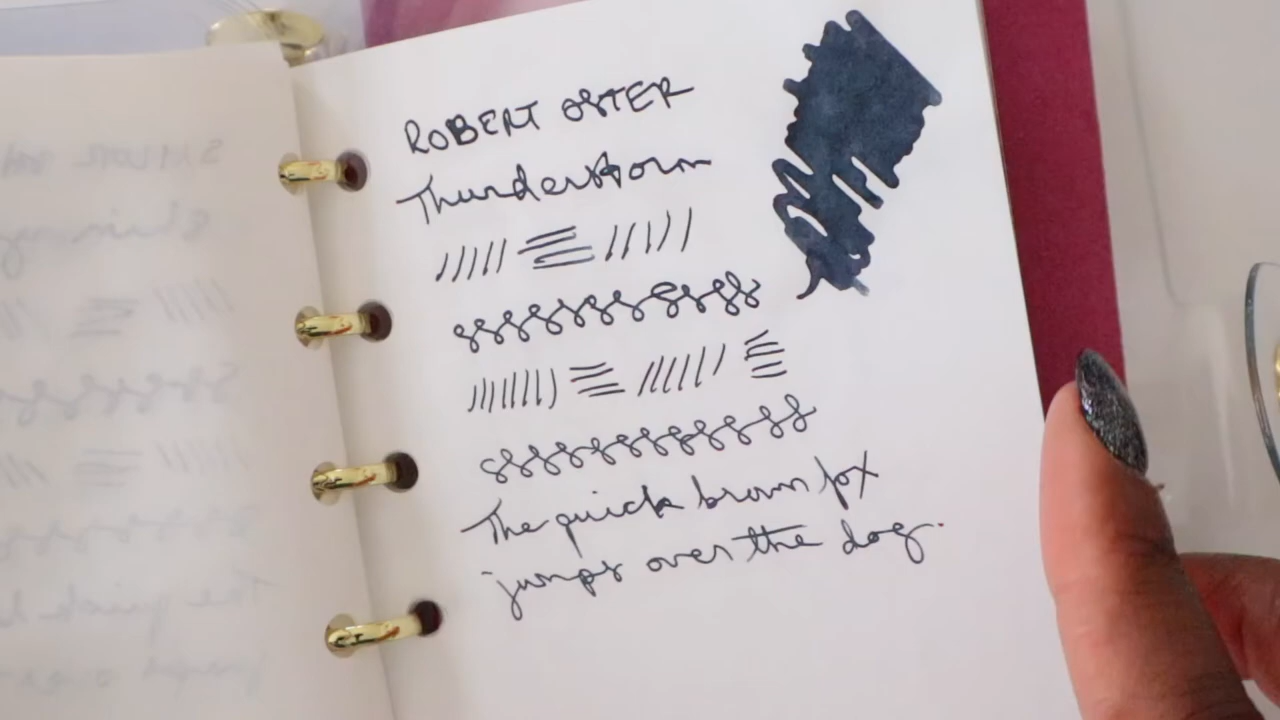 ROBERT OSTER
Thunderstorm
The quick brown fox
jumps over the dog.